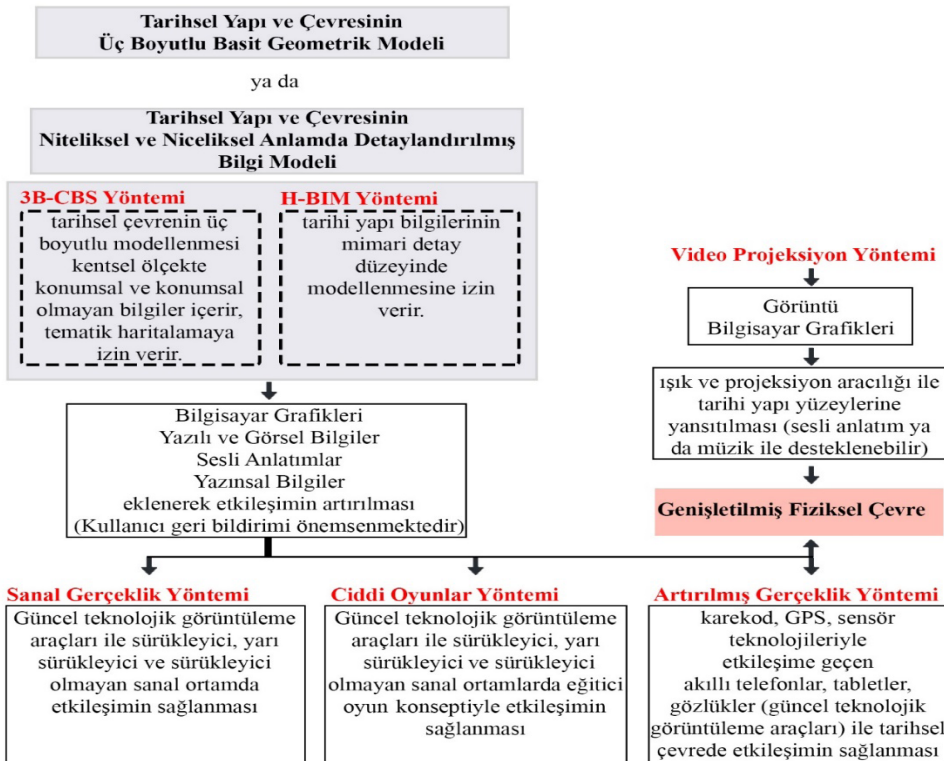 Tarihsel Yapı ve Çevresinin
Üç Boyutlu Basit Geometrik Modeli
ya da
Tarihsel Yapı ve Çevresinin
Niteliksel ve Niceliksel Anlamda Detaylandırılmış
Bilgi Modeli
3B-CBS Yöntemi
tarihsel çevrenin üç
boyutlu modellenmesi
kentsel ölçekte
konumsal ve konumsal
olmayan bilgiler içerir,
tematik haritalamaya
izin verir.
H-BIM Yöntemi
tarihi yapı bilgilerinin
mimari detay
düzeyinde
modellenmesine izin
verir.
Bilgisayar Grafikleri
Yazılı ve Görsel Bilgiler
Sesli Anlatımlar
Yazınsal Bilgiler
eklenerek etkileşimin artırılması
(Kullanıcı geri bildirimi önemsenmektedir)
Video Projeksiyon Yöntemi
Görüntü
Bilgisayar Grafikleri
ışık ve projeksiyon aracılığı ile
tarihi yapı yüzeylerine
yansıtılması (sesli anlatım ya
da müzik ile desteklenebilir)
Genişletilmiş Fiziksel Çevre
Sanal Gerçeklik Yöntemi
Güncel teknolojik görüntüleme
araçları ile sürükleyici, yarı
sürükleyici ve sürükleyici
olmayan sanal ortamda
etkileşimin sağlanması
Ciddi Oyunlar Yöntemi
Güncel teknolojik görüntüleme
araçları ile sürükleyici, yarı
sürükleyici ve sürükleyici
olmayan sanal ortamlarda eğitici
oyun konseptiyle etkileşimin
sağlanması
Artırılmış Gerçeklik Yöntemi
karekod, GPS, sensör
teknolojileriyle
etkileşime geçen
akıllı telefonlar, tabletler,
gözlükler (güncel teknolojik
görüntüleme araçları) ile tarihsel
çevrede etkileşimin sağlanması